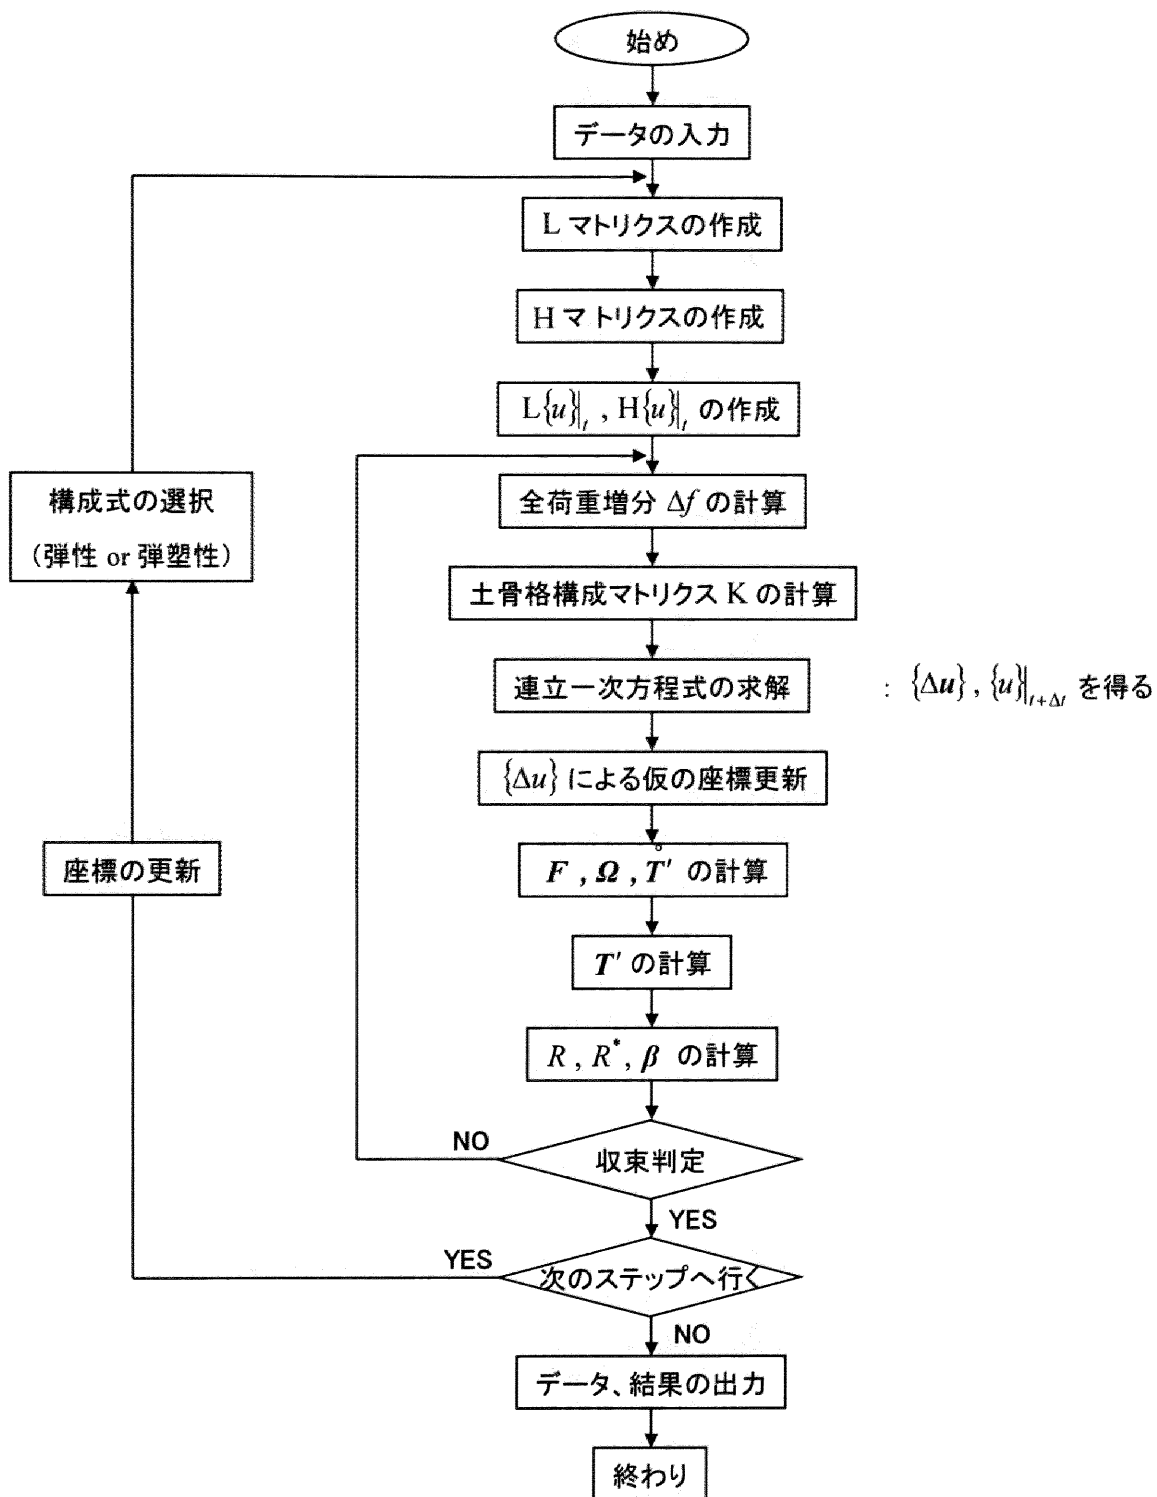 始め
データの入力
L マトリクスの作成
H マトリクスの作成
L{u}|t , H{u}|t の作成
全荷重増分 Δf の計算
土骨格構成マトリクス K の計算
連立一次方程式の求解
: {Δu} , {u}|t+Δt を得る
{Δu} による仮の座標更新
F , Ω , T̊′ の計算
T′ の計算
R , R*, β の計算
収束判定
NO
YES
次のステップへ行く
YES
NO
構成式の選択
（弾性 or 弾塑性）
座標の更新
データ、結果の出力
終わり